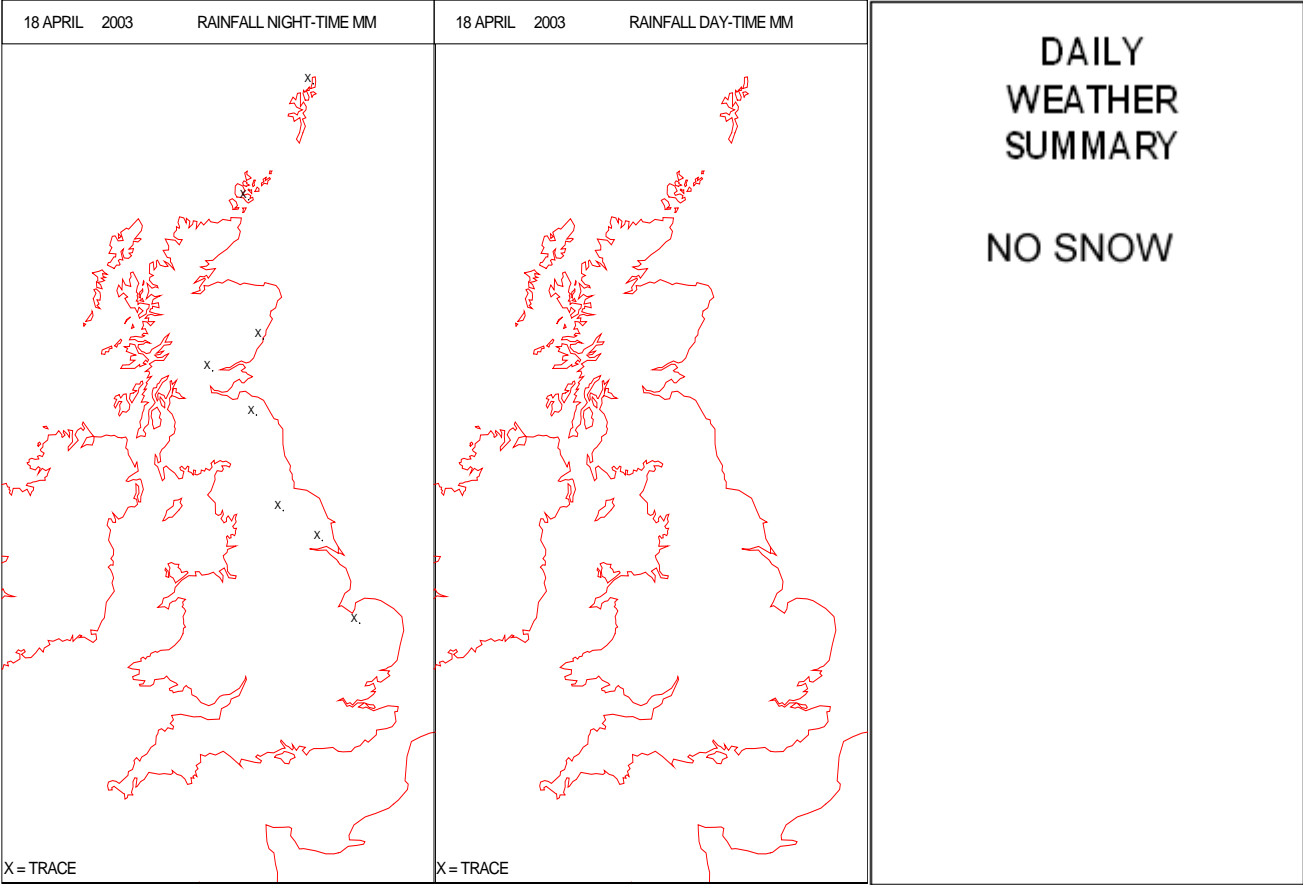 18 APRIL 2003 RAINFALL NIGHT-TIME MM
X
X
X.
X.
X.
X.
X.
X.
X = TRACE
18 APRIL 2003 RAINFALL DAY-TIME MM
X = TRACE
DAILY
WEATHER
SUMMARY
NO SNOW